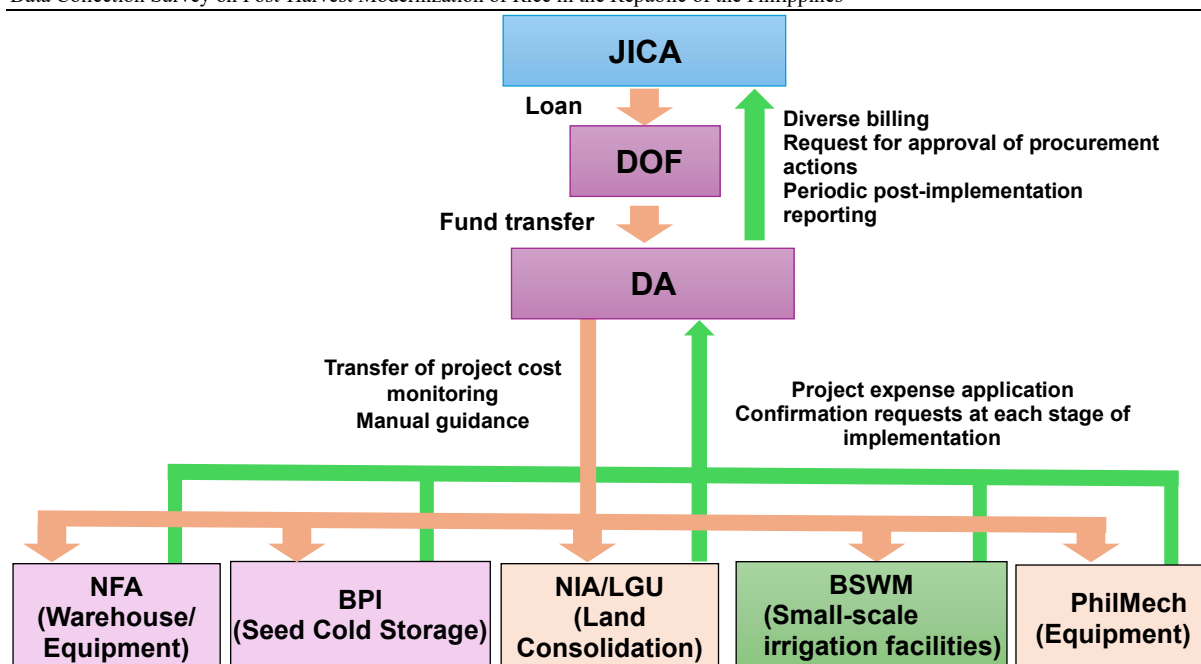 Data Collection Survey on Post-Harvest Modernization of Rice in the Republic of the Philippines
JICA
Loan
DOF
Diverse billing
Request for approval of procurement
actions
Periodic post-implementation
reporting
Fund transfer
DA
Transfer of project cost
monitoring
Manual guidance
Project expense application
Confirmation requests at each stage of
implementation
NFA
(Warehouse/
Equipment)
BPI
(Seed Cold Storage)
NIA/LGU
(Land
Consolidation)
BSWM
(Small-scale
irrigation facilities)
PhilMech
(Equipment)